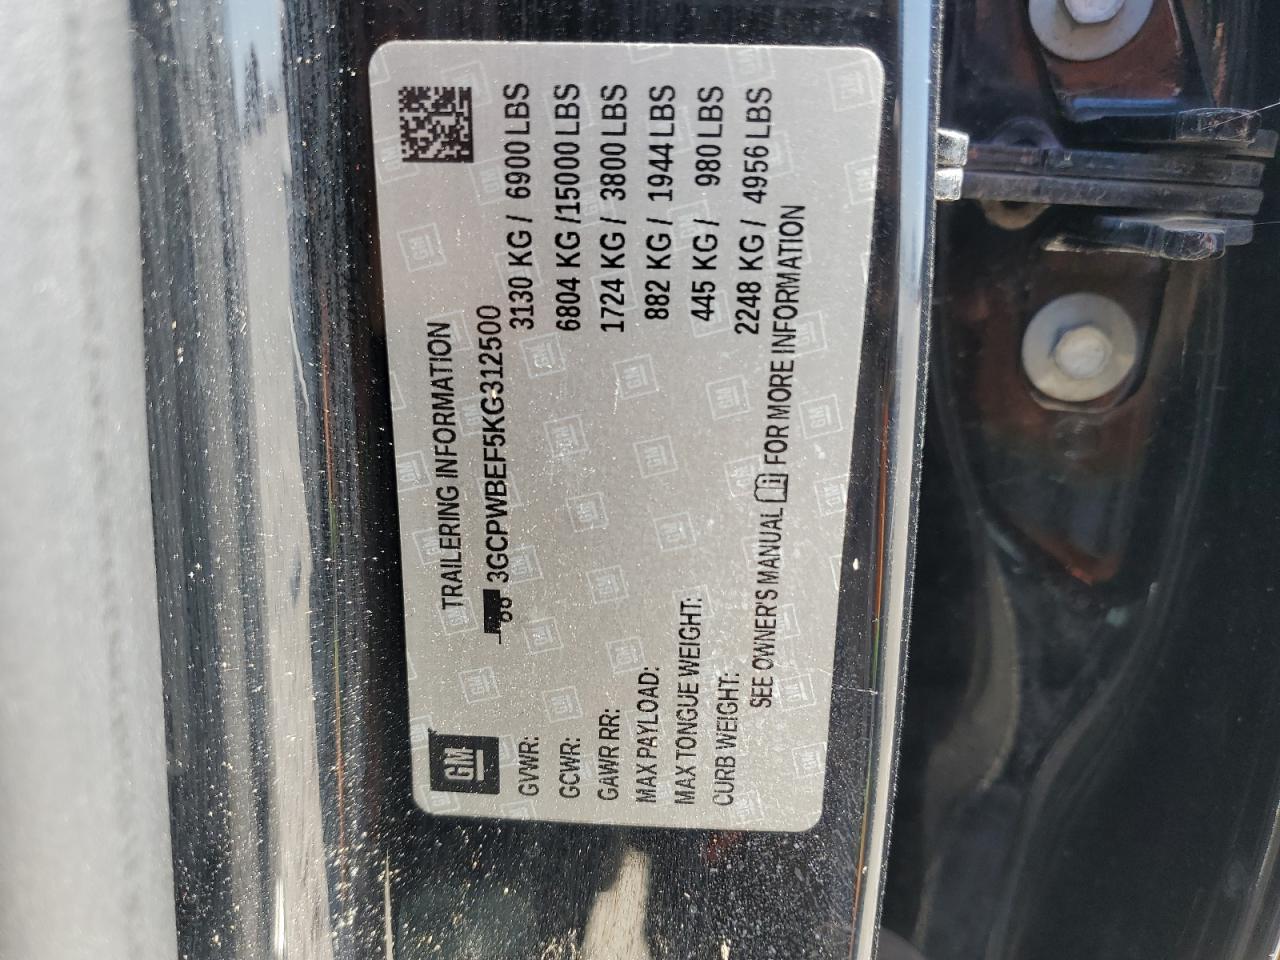 GM
TRAILERING INFORMATION
3GCPWBEF5KG312500
GVWR: 3130 KG / 6900 LBS
GCWR: 6804 KG /15000 LBS
GAWR RR: 1724 KG / 3800 LBS
MAX PAYLOAD: 882 KG / 1944 LBS
MAX TONGUE WEIGHT: 445 KG / 980 LBS
CURB WEIGHT: 2248 KG / 4956 LBS
SEE OWNER'S MANUAL FOR MORE INFORMATION